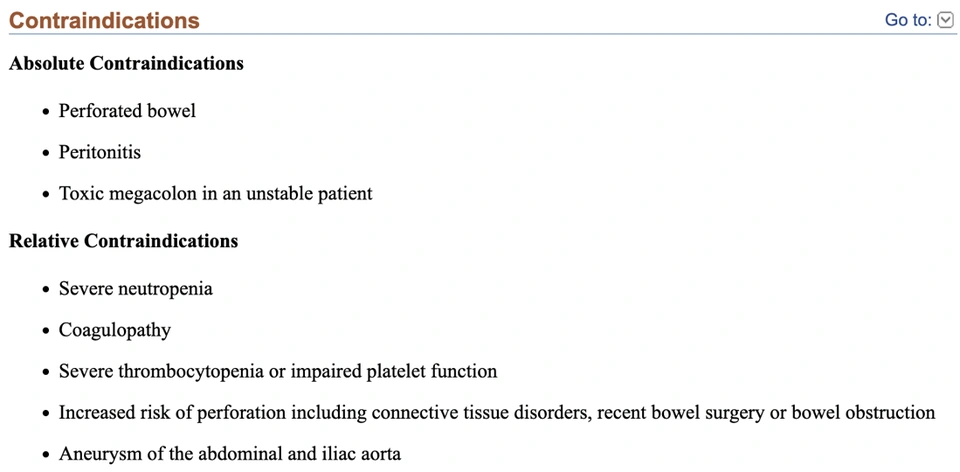 Contraindications
Go to:
Absolute Contraindications
• Perforated bowel
• Peritonitis
• Toxic megacolon in an unstable patient
Relative Contraindications
• Severe neutropenia
• Coagulopathy
• Severe thrombocytopenia or impaired platelet function
• Increased risk of perforation including connective tissue disorders, recent bowel surgery or bowel obstruction
• Aneurysm of the abdominal and iliac aorta